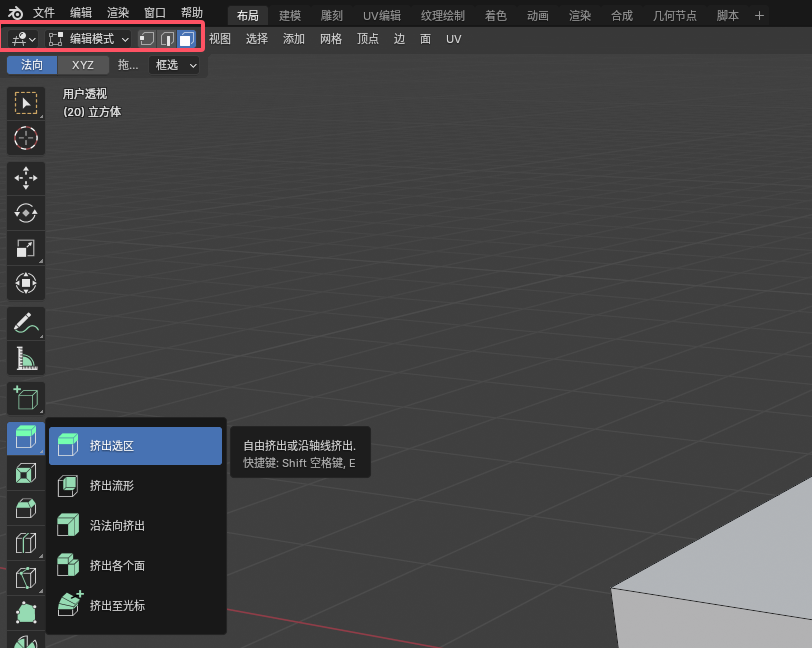 文件 编辑 渲染 窗口 帮助 布局 建模 雕刻 UV编辑 纹理绘制 着色 动画 渲染 合成 几何节点 脚本 +
编辑模式 视图 选择 添加 网格 顶点 边 面 UV
法向 XYZ 拖... 框选
用户透视
(20) 立方体
挤出选区
自由挤出或沿轴线挤出.
快捷键: Shift 空格键, E
挤出流形
沿法向挤出
挤出各个面
挤出至光标